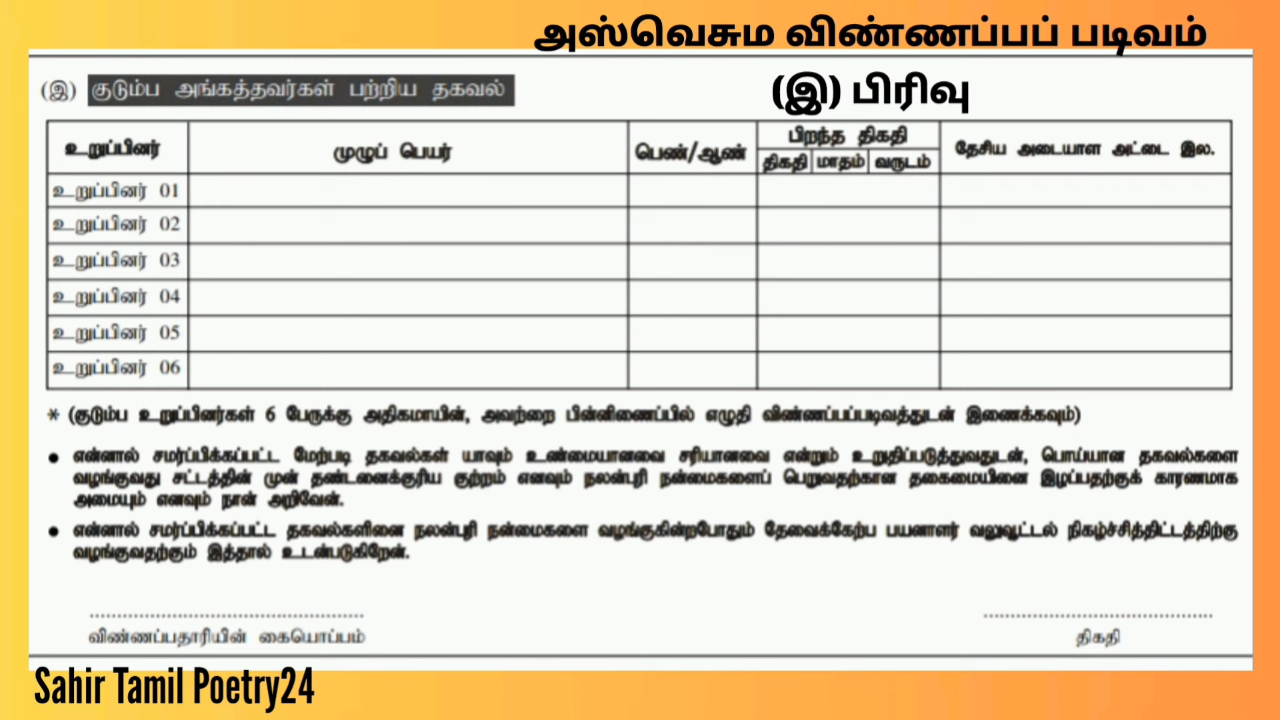 அஸ்வெசும விண்ணப்பப் படிவம்
(இ) பிரிவு
(இ) குடும்ப அங்கத்தவர்கள் பற்றிய தகவல்
உறுப்பினர் முழுப் பெயர் பெண்/ஆண் பிறந்த திகதி தேசிய அடையாள அட்டை இல.
திகதி மாதம் வருடம்
உறுப்பினர் 01
உறுப்பினர் 02
உறுப்பினர் 03
உறுப்பினர் 04
உறுப்பினர் 05
உறுப்பினர் 06
* (குடும்ப உறுப்பினர்கள் 6 பேருக்கு அதிகமாயின், அவற்றை பின்னிணைப்பில் எழுதி விண்ணப்பப்படிவத்துடன் இணைக்கவும்)
● என்னால் சமர்ப்பிக்கப்பட்ட மேற்படி தகவல்கள் யாவும் உண்மையானவை சரியானவை என்றும் உறுதிப்படுத்துவதுடன், பொய்யான தகவல்களை
வழங்குவது சட்டத்தின் முன் தண்டனைக்குரிய குற்றம் எனவும் நலன்புரி நன்மைகளைப் பெறுவதற்கான தகைமையினை இழப்பதற்குக் காரணமாக
அமையும் எனவும் நான் அறிவேன்.
● என்னால் சமர்ப்பிக்கப்பட்ட தகவல்களினை நலன்புரி நன்மைகளை வழங்குகின்றபோதும் தேவைக்கேற்ப பயனாளர் வலுவூட்டல் நிகழ்ச்சித்திட்டத்திற்கு
வழங்குவதற்கும் இத்தால் உடன்படுகிறேன்.
விண்ணப்பதாரியின் கையொப்பம் திகதி
Sahir Tamil Poetry24